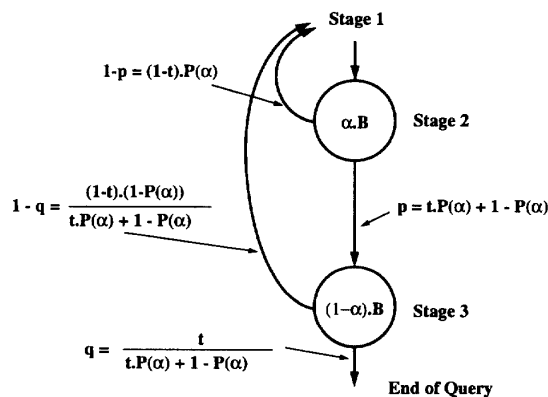 Stage 1
1-p = (1-t).P(α)
α.B
Stage 2
1 - q = (1-t).(1-P(α)) / t.P(α) + 1 - P(α)
p = t.P(α) + 1 - P(α)
(1-α).B
Stage 3
q = t / t.P(α) + 1 - P(α)
End of Query